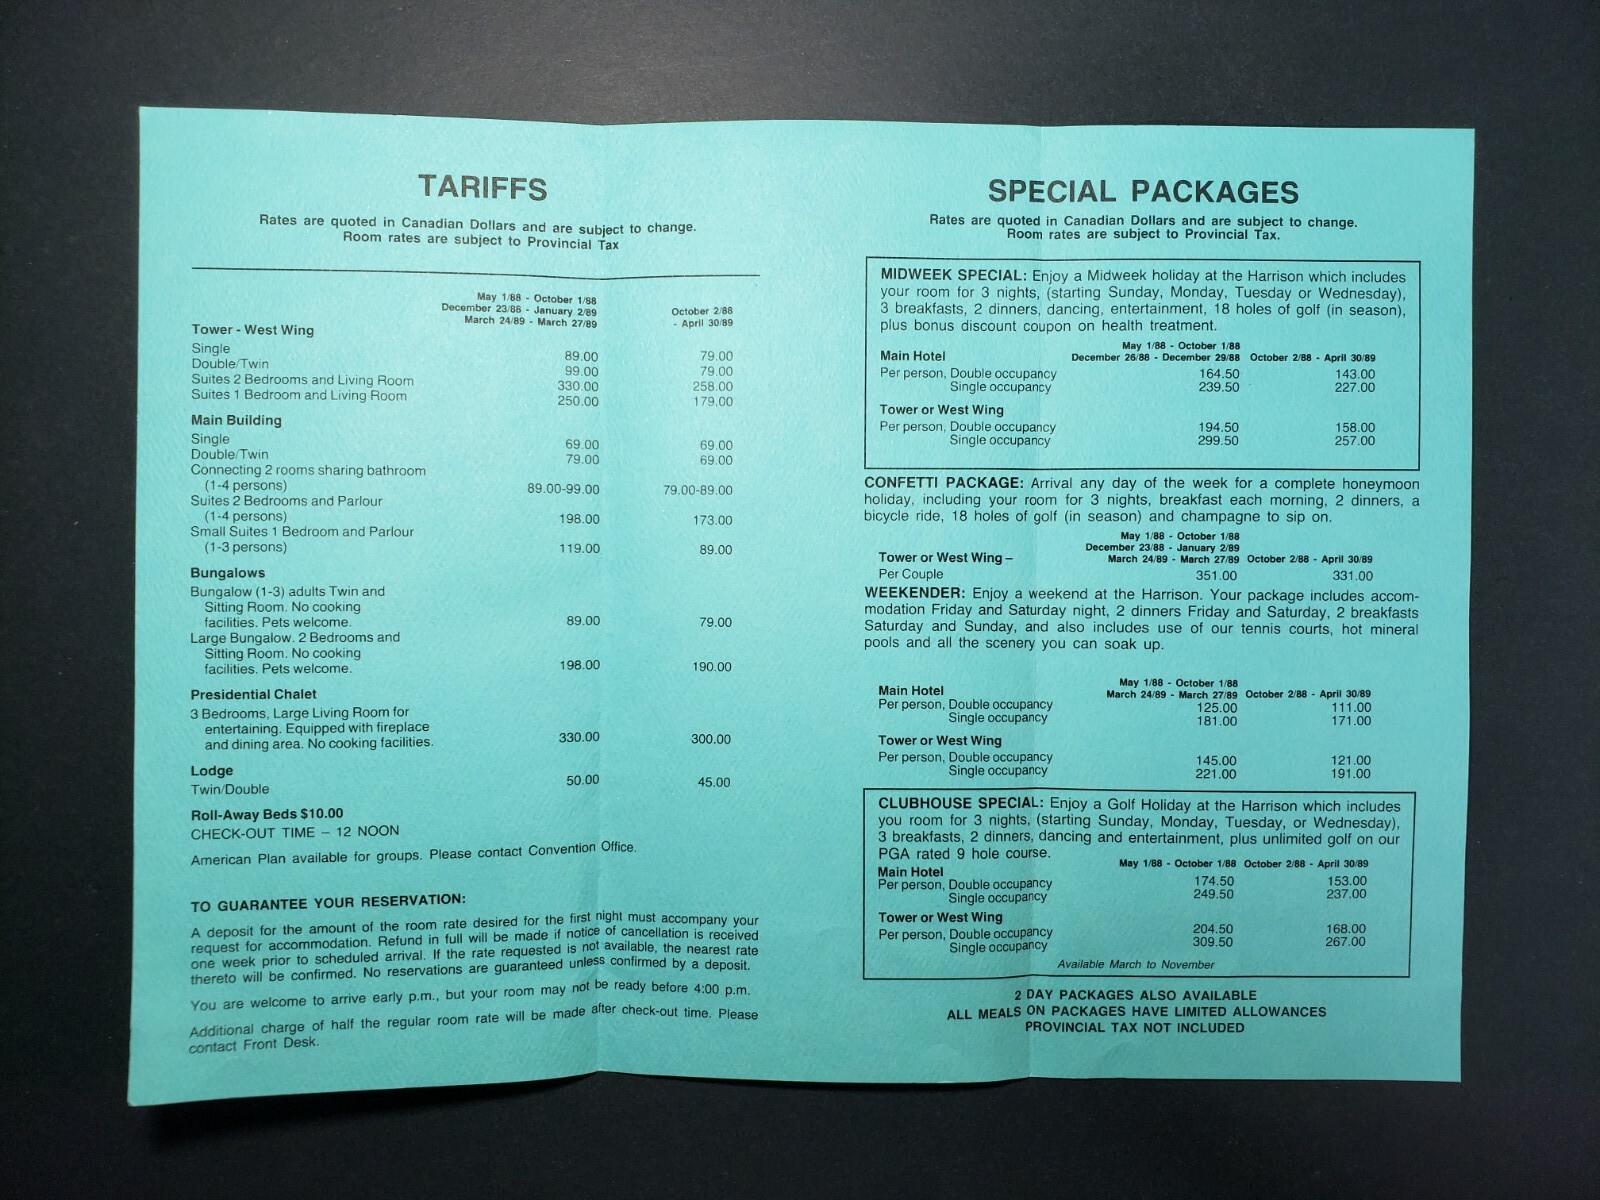 TARIFFS
Rates are quoted in Canadian Dollars and are subject to change.
Room rates are subject to Provincial Tax
May 1/88 - October 1/88
December 23/88 - January 2/89 October 2/88
March 24/89 - March 27/89 - April 30/89
Tower - West Wing
Single 89.00 79.00
Double/Twin 99.00 79.00
Suites 2 Bedrooms and Living Room 330.00 258.00
Suites 1 Bedroom and Living Room 250.00 179.00
Main Building
Single 69.00 69.00
Double/Twin 79.00 69.00
Connecting 2 rooms sharing bathroom
(1-4 persons) 89.00-99.00 79.00-89.00
Suites 2 Bedrooms and Parlour
(1-4 persons) 198.00 173.00
Small Suites 1 Bedroom and Parlour
(1-3 persons) 119.00 89.00
Bungalows
Bungalow (1-3) adults Twin and
Sitting Room. No cooking
facilities. Pets welcome. 89.00 79.00
Large Bungalow. 2 Bedrooms and
Sitting Room. No cooking
facilities. Pets welcome. 198.00 190.00
Presidential Chalet
3 Bedrooms, Large Living Room for
entertaining. Equipped with fireplace
and dining area. No cooking facilities. 330.00 300.00
Lodge
Twin/Double 50.00 45.00
Roll-Away Beds $10.00
CHECK-OUT TIME – 12 NOON
American Plan available for groups. Please contact Convention Office.
TO GUARANTEE YOUR RESERVATION:
A deposit for the amount of the room rate desired for the first night must accompany your
request for accommodation. Refund in full will be made if notice of cancellation is received
one week prior to scheduled arrival. If the rate requested is not available, the nearest rate
thereto will be confirmed. No reservations are guaranteed unless confirmed by a deposit.
You are welcome to arrive early p.m., but your room may not be ready before 4:00 p.m.
Additional charge of half the regular room rate will be made after check-out time. Please
contact Front Desk.
SPECIAL PACKAGES
Rates are quoted in Canadian Dollars and are subject to change.
Room rates are subject to Provincial Tax.
MIDWEEK SPECIAL: Enjoy a Midweek holiday at the Harrison which includes
your room for 3 nights, (starting Sunday, Monday, Tuesday or Wednesday),
3 breakfasts, 2 dinners, dancing, entertainment, 18 holes of golf (in season),
plus bonus discount coupon on health treatment.
May 1/88 - October 1/88
Main Hotel December 26/88 - December 29/88 October 2/88 - April 30/89
Per person, Double occupancy 164.50 143.00
Single occupancy 239.50 227.00
Tower or West Wing
Per person, Double occupancy 194.50 158.00
Single occupancy 299.50 257.00
CONFETTI PACKAGE: Arrival any day of the week for a complete honeymoon
holiday, including your room for 3 nights, breakfast each morning, 2 dinners, a
bicycle ride, 18 holes of golf (in season) and champagne to sip on.
May 1/88 - October 1/88
December 23/88 - January 2/89
Tower or West Wing – March 24/89 - March 27/89 October 2/88 - April 30/89
Per Couple 351.00 331.00
WEEKENDER: Enjoy a weekend at the Harrison. Your package includes accom-
modation Friday and Saturday night, 2 dinners Friday and Saturday, 2 breakfasts
Saturday and Sunday, and also includes use of our tennis courts, hot mineral
pools and all the scenery you can soak up.
May 1/88 - October 1/88
Main Hotel March 24/89 - March 27/89 October 2/88 - April 30/89
Per person, Double occupancy 125.00 111.00
Single occupancy 181.00 171.00
Tower or West Wing
Per person, Double occupancy 145.00 121.00
Single occupancy 221.00 191.00
CLUBHOUSE SPECIAL: Enjoy a Golf Holiday at the Harrison which includes
you room for 3 nights, (starting Sunday, Monday, Tuesday, or Wednesday),
3 breakfasts, 2 dinners, dancing and entertainment, plus unlimited golf on our
PGA rated 9 hole course.
May 1/88 - October 1/88 October 2/88 - April 30/89
Main Hotel
Per person, Double occupancy 174.50 153.00
Single occupancy 249.50 237.00
Tower or West Wing
Per person, Double occupancy 204.50 168.00
Single occupancy 309.50 267.00
Available March to November
2 DAY PACKAGES ALSO AVAILABLE
ALL MEALS ON PACKAGES HAVE LIMITED ALLOWANCES
PROVINCIAL TAX NOT INCLUDED